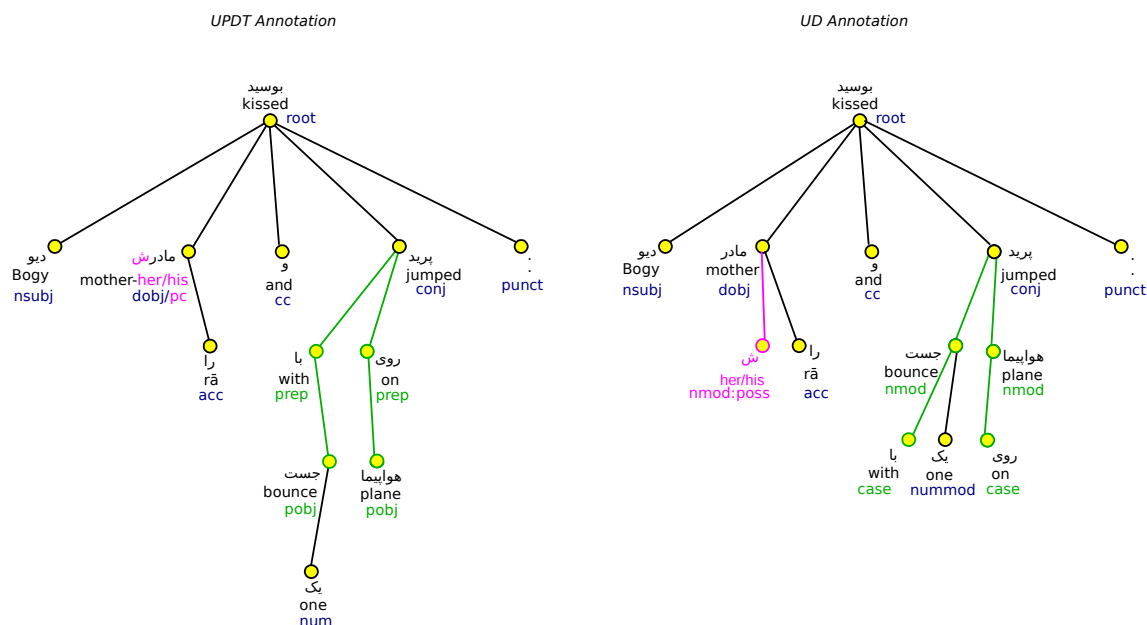 UPDT Annotation
بوسید
kissed
root
دیو
Bogy
nsubj
مادرش
mother-her/his
dobj/pc
را
rā
acc
و
and
cc
پرید
jumped
conj
.
.
punct
با
with
prep
روی
on
prep
جست
bounce
pobj
هواپیما
plane
pobj
یک
one
num
UD Annotation
بوسید
kissed
root
دیو
Bogy
nsubj
مادر
mother
dobj
ش
her/his
nmod:poss
را
rā
acc
و
and
cc
پرید
jumped
conj
.
.
punct
جست
bounce
nmod
هواپیما
plane
nmod
با
with
case
یک
one
nummod
روی
on
case